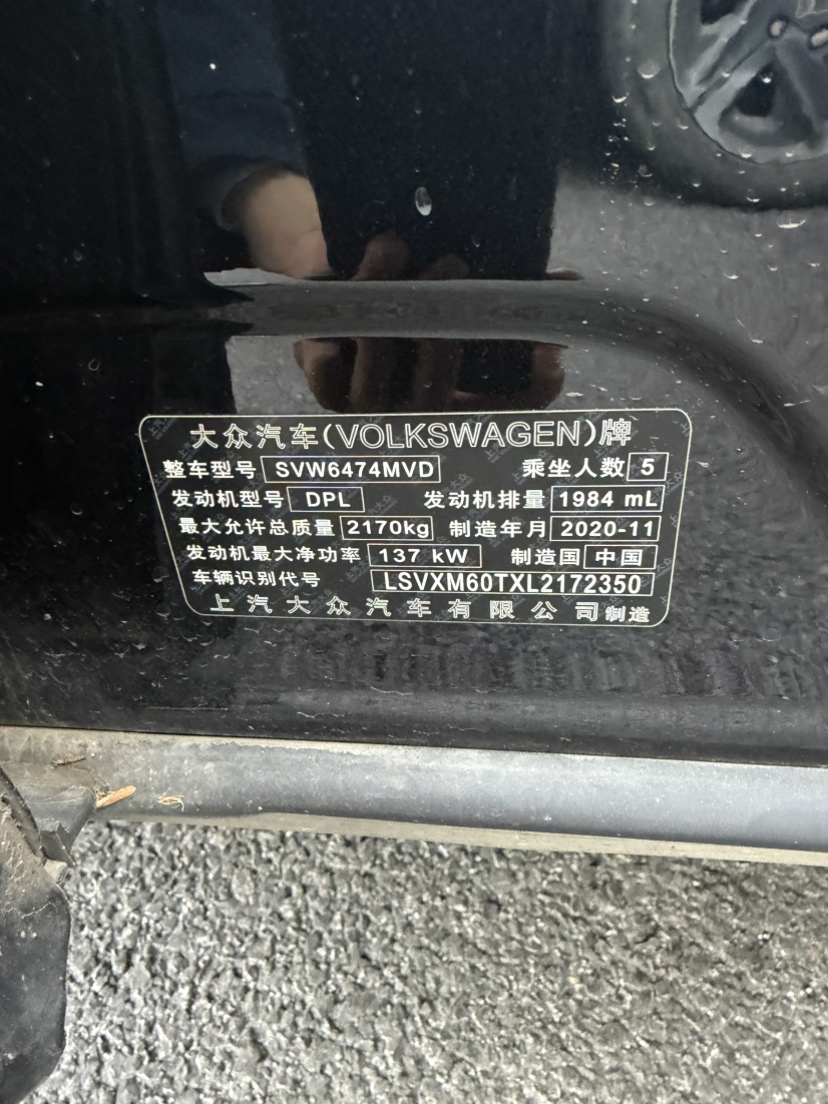 大众汽车(VOLKSWAGEN)牌
整车型号 SVW6474MVD 乘坐人数 5
发动机型号 DPL 发动机排量 1984 mL
最大允许总质量 2170kg 制造年月 2020-11
发动机最大净功率 137 kW 制造国 中国
车辆识别代号 LSVXM60TXL2172350
上汽大众汽车有限公司制造